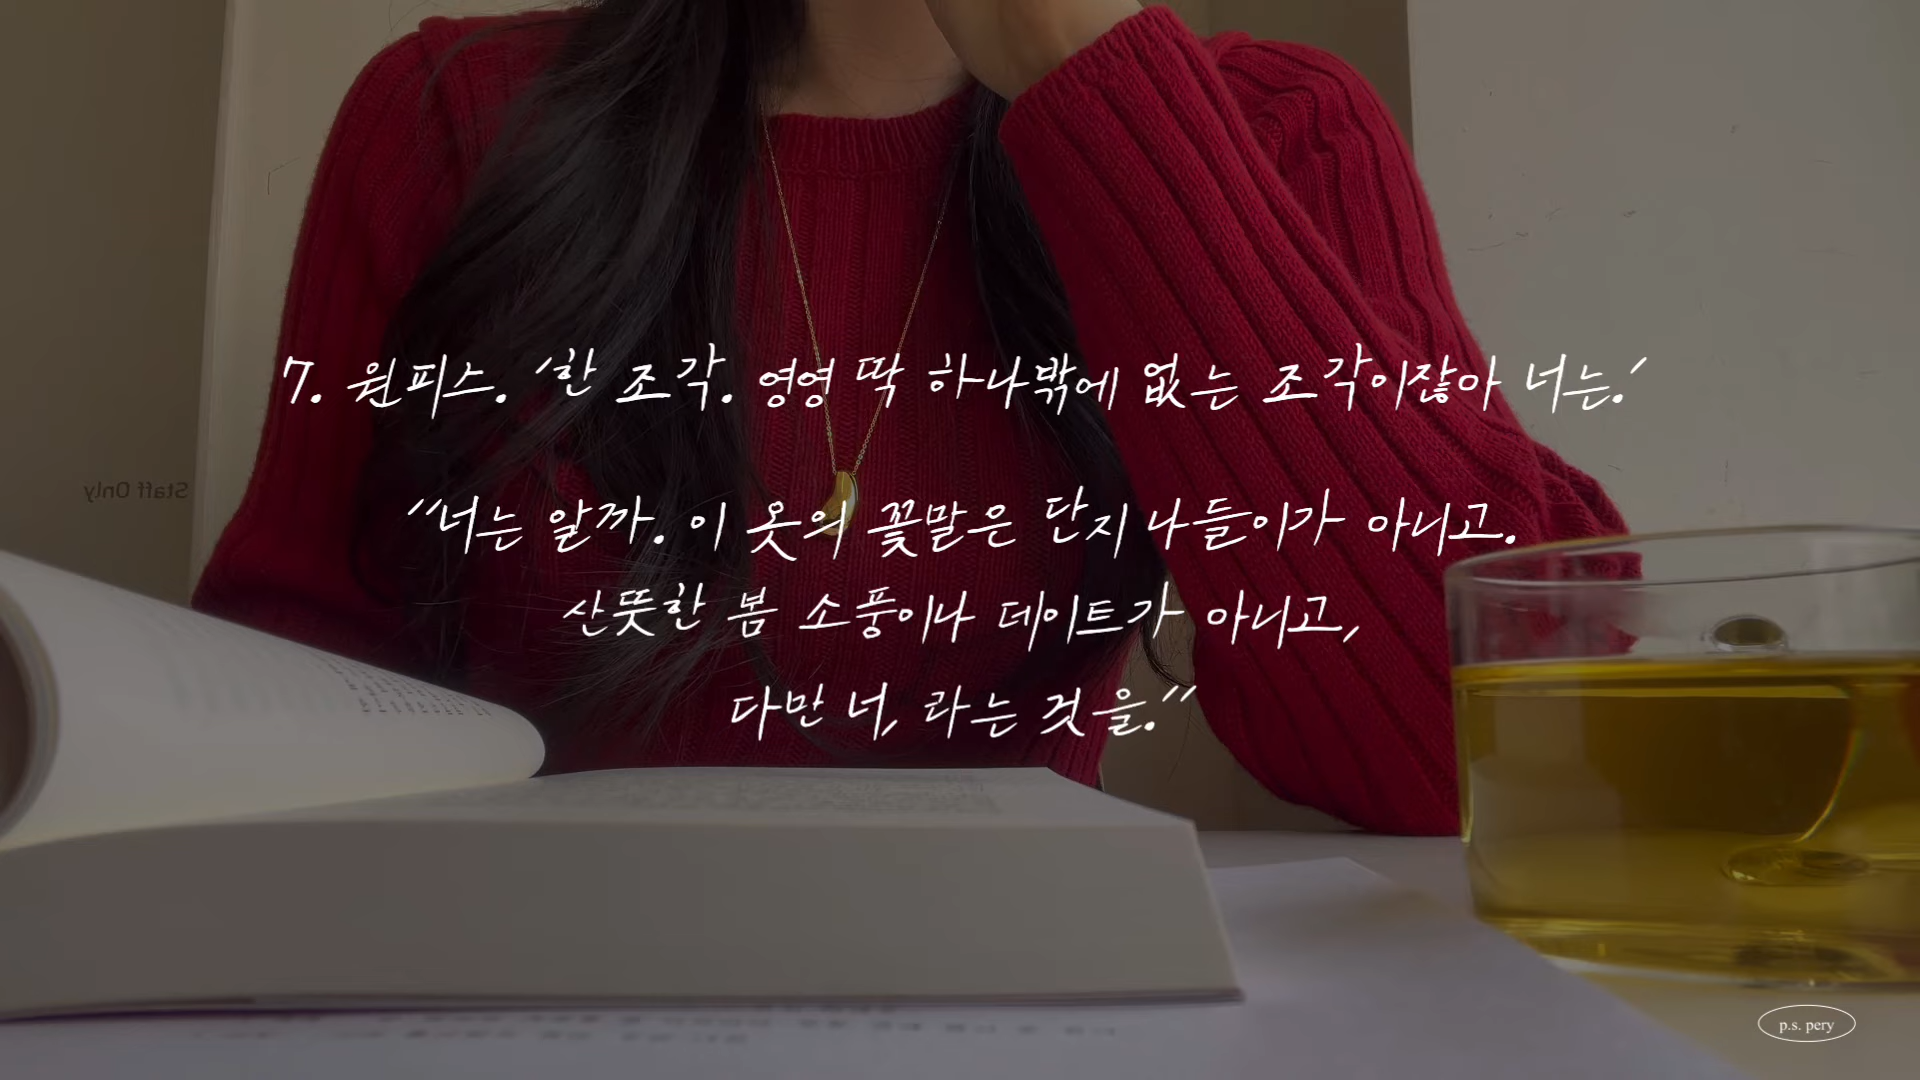 7. 원피스. '한 조각. 영영 딱 하나밖에 없는 조각이잖아 너는.'
"너는 알까. 이 옷의 꽃말은 단지 나들이가 아니고.
산뜻한 봄 소풍이나 데이트가 아니고,
다만 너, 라는 것을."
Staff Only
p.s. pery